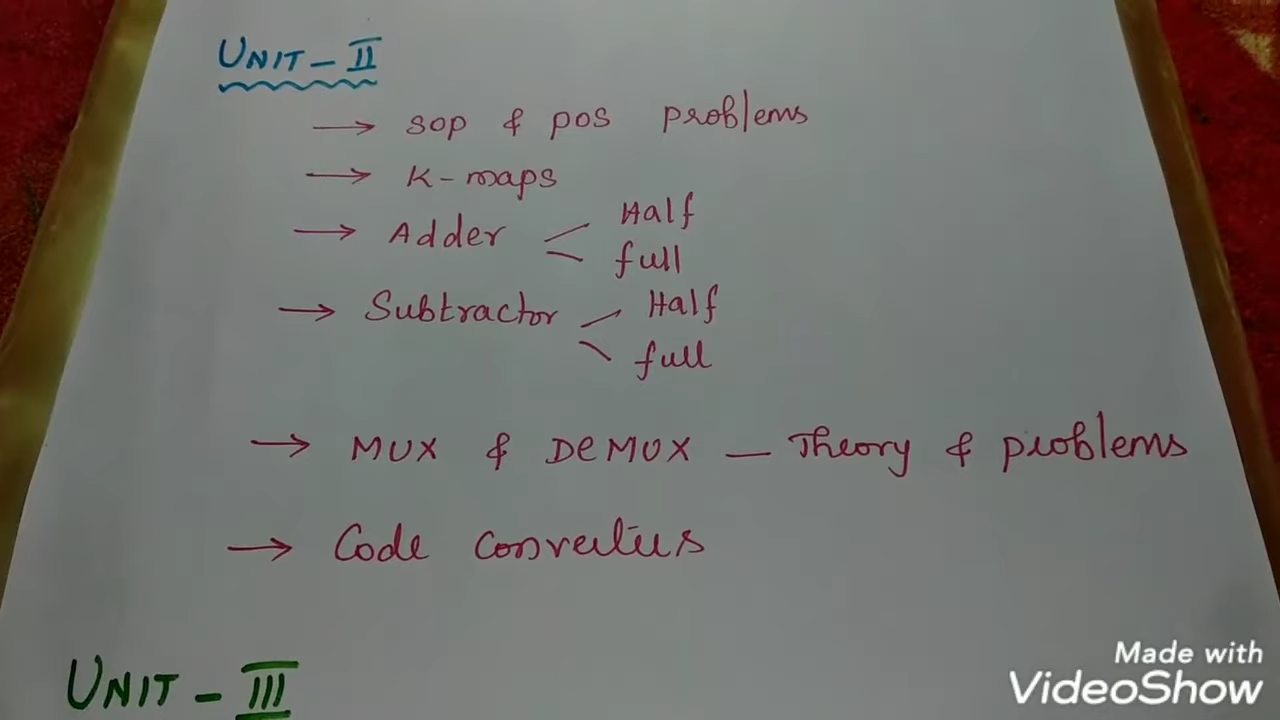 UNIT - II
→ SOP & POS Problems
→ K-maps
→ Adder
Half
full
→ Subtractor
Half
full
→ MUX & DeMUX — Theory & problems
→ Code converters
UNIT - III
Made with
VideoShow